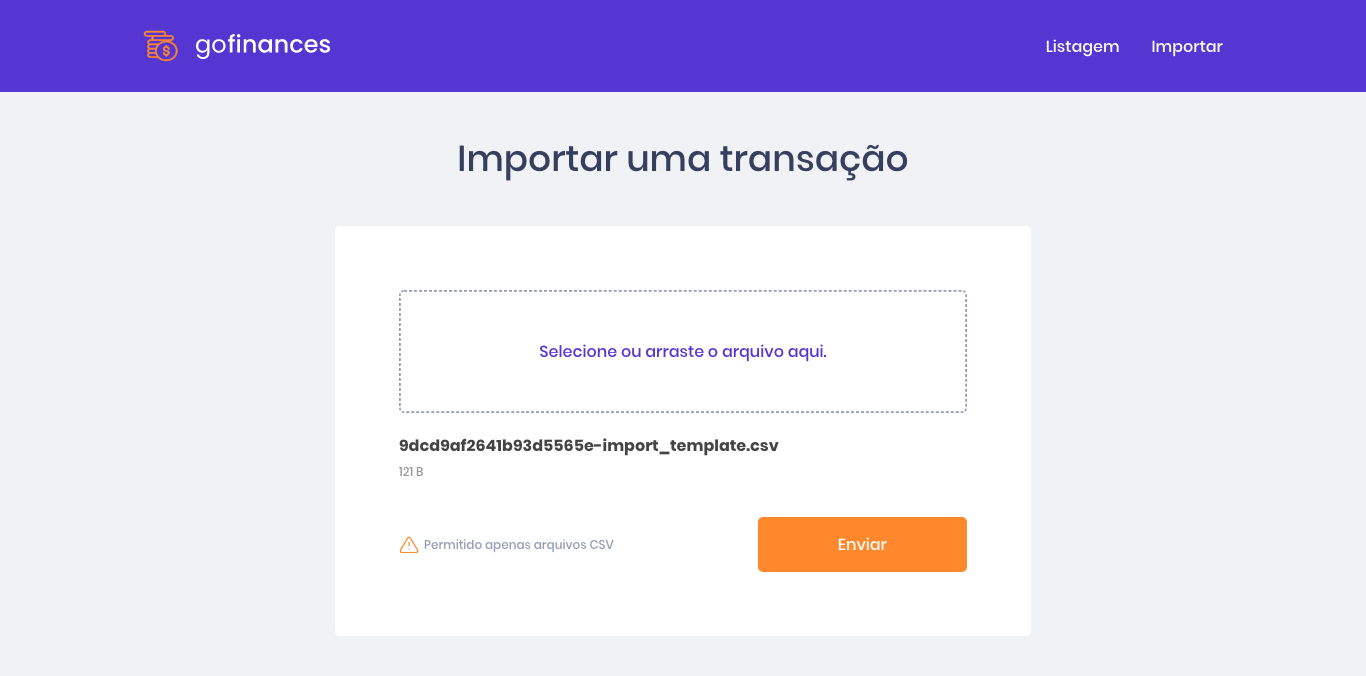 gofinances
Listagem
Importar
Importar uma transação
Selecione ou arraste o arquivo aqui.
9dcd9af2641b93d5565e-import_template.csv
121 B
Permitido apenas arquivos CSV
Enviar